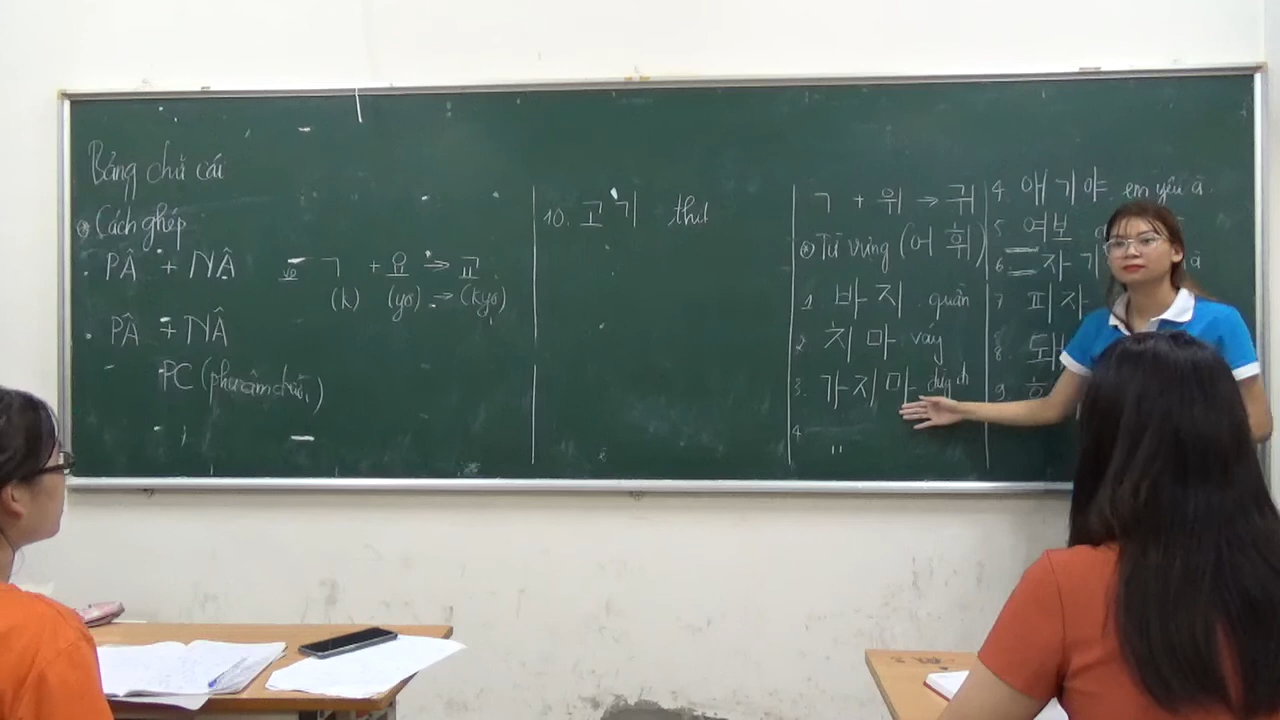 Bảng chữ cái
* Cách ghép
. PÂ + NÂ
VD ㄱ + 요 → 교
(k) (yo) → (kyo)
. PÂ + NÂ
PC (phụ âm cuối)
10. 고기 thịt
ㄱ + 위 → 귀
* Từ vựng (어휘)
1 바지 quần
2 치마 váy
3. 가지마 đừng đi
4
4. 애기야 em yêu à
5 여보
6 자기
7 피자
8. 돼
9.